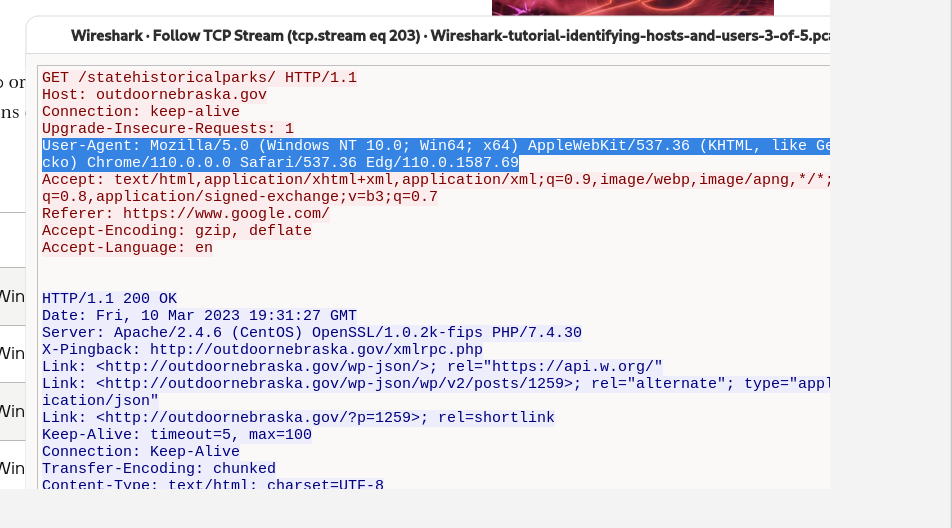 Wireshark · Follow TCP Stream (tcp.stream eq 203) · Wireshark-tutorial-identifying-hosts-and-users-3-of-5.pca
or
ns
GET /statehistoricalparks/ HTTP/1.1
Host: outdoornebraska.gov
Connection: keep-alive
Upgrade-Insecure-Requests: 1
User-Agent: Mozilla/5.0 (Windows NT 10.0; Win64; x64) AppleWebKit/537.36 (KHTML, like Ge
cko) Chrome/110.0.0.0 Safari/537.36 Edg/110.0.1587.69
Accept: text/html,application/xhtml+xml,application/xml;q=0.9,image/webp,image/apng,*/*;
q=0.8,application/signed-exchange;v=b3;q=0.7
Referer: https://www.google.com/
Accept-Encoding: gzip, deflate
Accept-Language: en
HTTP/1.1 200 OK
Date: Fri, 10 Mar 2023 19:31:27 GMT
Server: Apache/2.4.6 (CentOS) OpenSSL/1.0.2k-fips PHP/7.4.30
X-Pingback: http://outdoornebraska.gov/xmlrpc.php
Link: <http://outdoornebraska.gov/wp-json/>; rel="https://api.w.org/"
Link: <http://outdoornebraska.gov/wp-json/wp/v2/posts/1259>; rel="alternate"; type="appl
ication/json"
Link: <http://outdoornebraska.gov/?p=1259>; rel=shortlink
Keep-Alive: timeout=5, max=100
Connection: Keep-Alive
Transfer-Encoding: chunked
Content-Type: text/html; charset=UTF-8
Win
Win
Win
Win